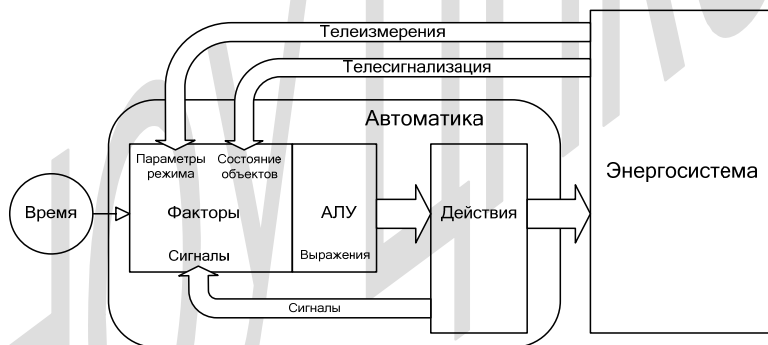 Телеизмерения
Телесигнализация
Автоматика
Параметры
режима
Состояние
объектов
Энергосистема
Время
Факторы
АЛУ
Действия
Сигналы
Выражения
Сигналы